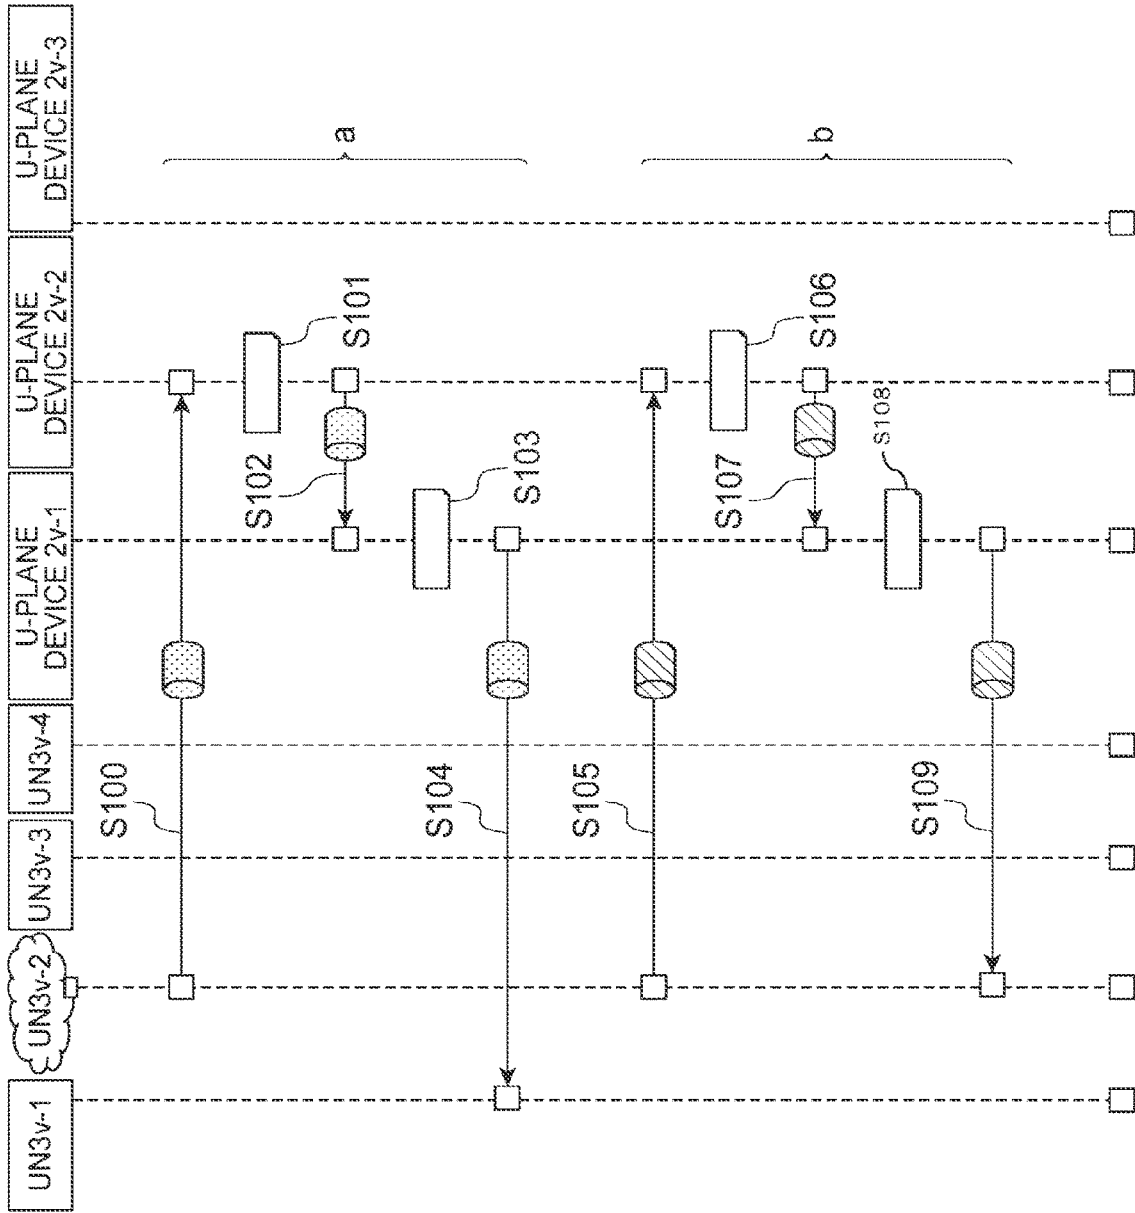 UN3v-1
UN3v-2
UN3v-3
UN3v-4
U-PLANE
DEVICE 2v-1
U-PLANE
DEVICE 2v-2
U-PLANE
DEVICE 2v-3
S100
S101
S102
S103
S104
a
S105
S106
S107
S108
S109
b